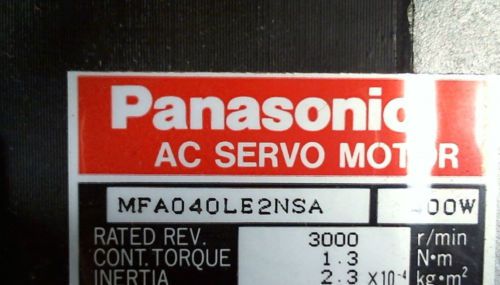 Panasonic
AC SERVO MOTOR
MFA040LE2NSA 400W
RATED REV. 3000 r/min
CONT. TORQUE 1.3 N·m
INERTIA 2.3 ×10⁻⁴ kg·m²